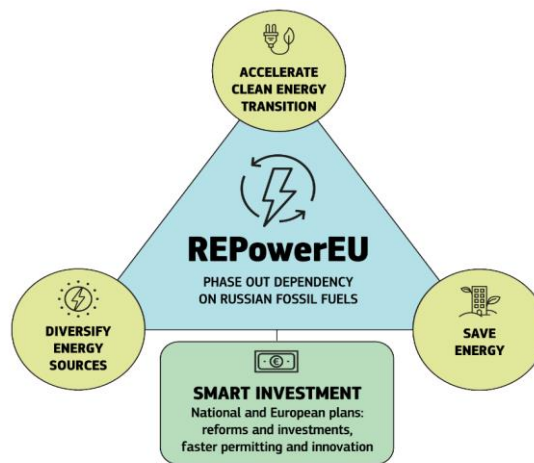 ACCELERATE
CLEAN ENERGY
TRANSITION
REPowerEU
PHASE OUT DEPENDENCY
ON RUSSIAN FOSSIL FUELS
DIVERSIFY
ENERGY
SOURCES
SAVE
ENERGY
€
SMART INVESTMENT
National and European plans:
reforms and investments,
faster permitting and innovation